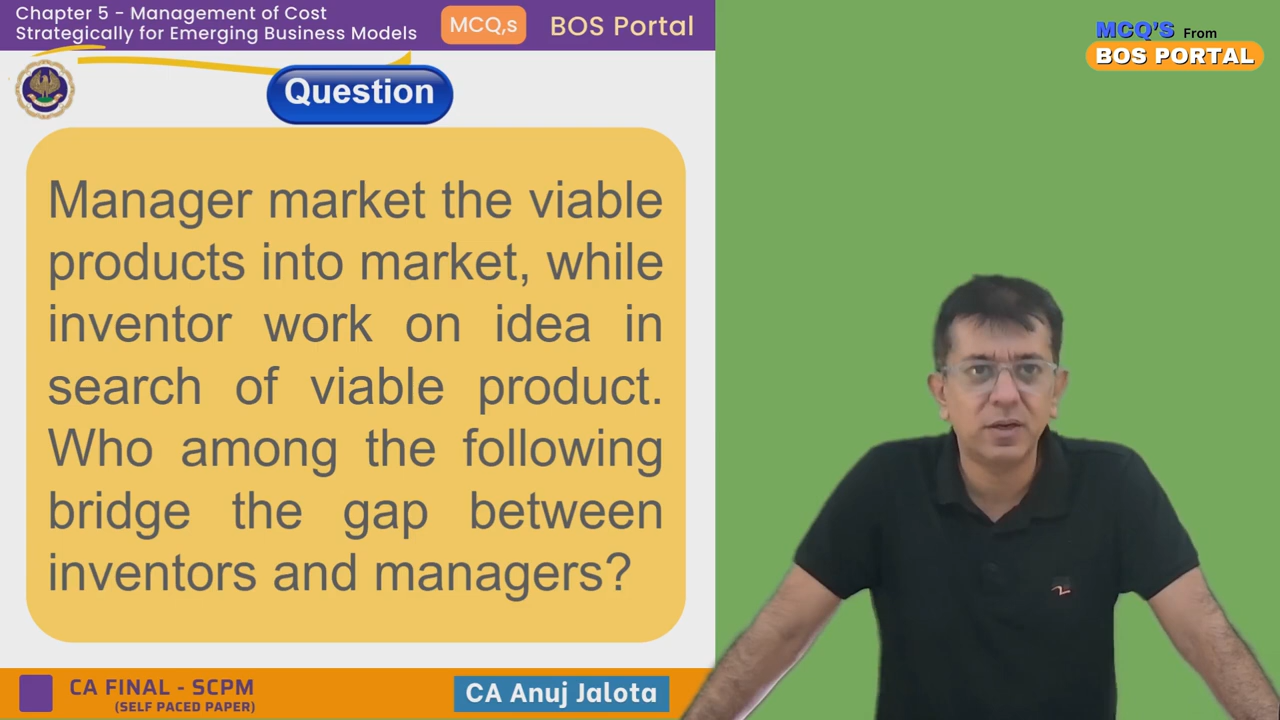 Chapter 5 - Management of Cost
Strategically for Emerging Business Models
MCQ,s
BOS Portal
MCQ'S From
BOS PORTAL
Question
Manager market the viable
products into market, while
inventor work on idea in
search of viable product.
Who among the following
bridge the gap between
inventors and managers?
CA FINAL - SCPM
(SELF PACED PAPER)
CA Anuj Jalota